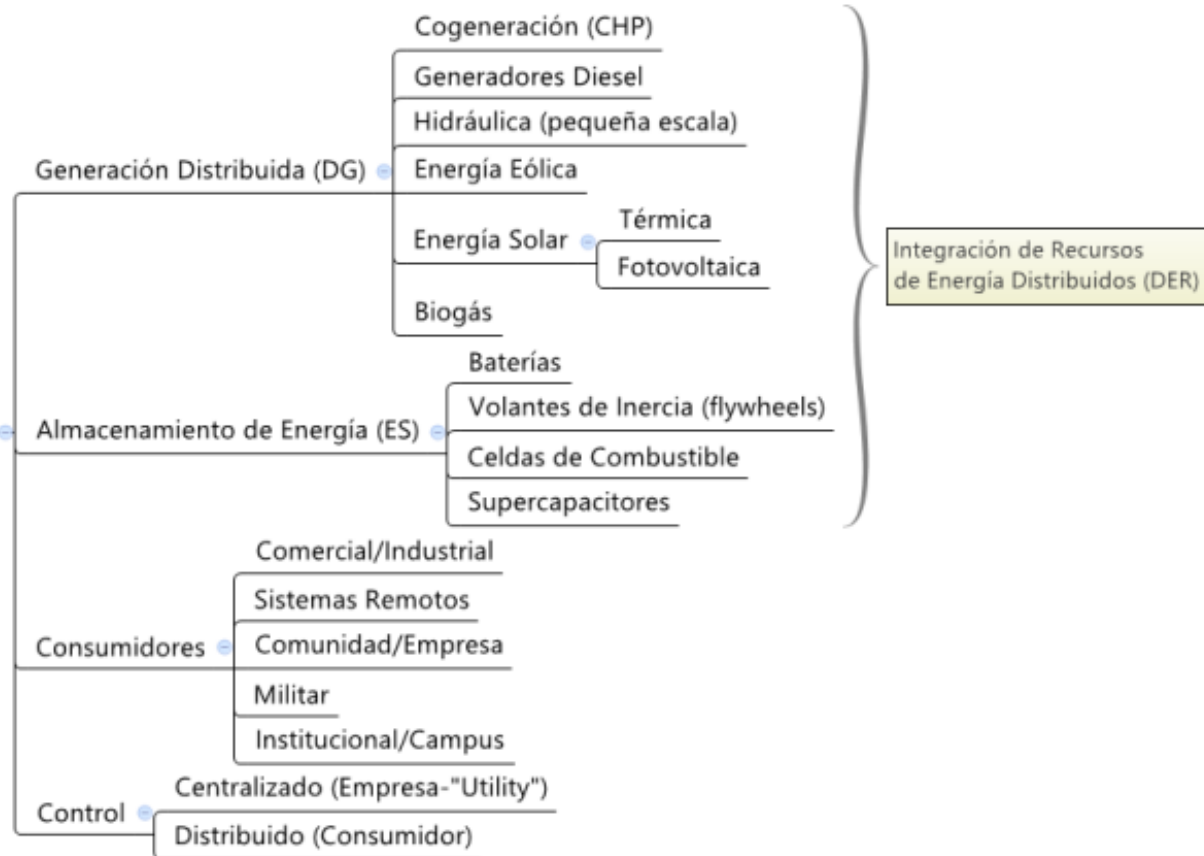 Generación Distribuida (DG)
Cogeneración (CHP)
Generadores Diesel
Hidráulica (pequeña escala)
Energía Eólica
Energía Solar
Térmica
Fotovoltaica
Biogás
Almacenamiento de Energía (ES)
Baterías
Volantes de Inercia (flywheels)
Celdas de Combustible
Supercapacitores
Integración de Recursos
de Energía Distribuidos (DER)
Consumidores
Comercial/Industrial
Sistemas Remotos
Comunidad/Empresa
Militar
Institucional/Campus
Control
Centralizado (Empresa-"Utility")
Distribuido (Consumidor)